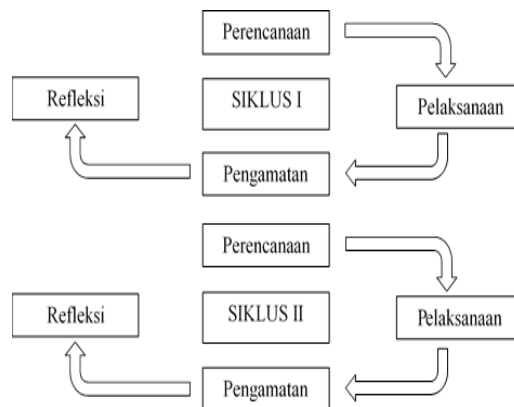 Perencanaan
Refleksi
SIKLUS I
Pelaksanaan
Pengamatan
Perencanaan
Refleksi
SIKLUS II
Pelaksanaan
Pengamatan